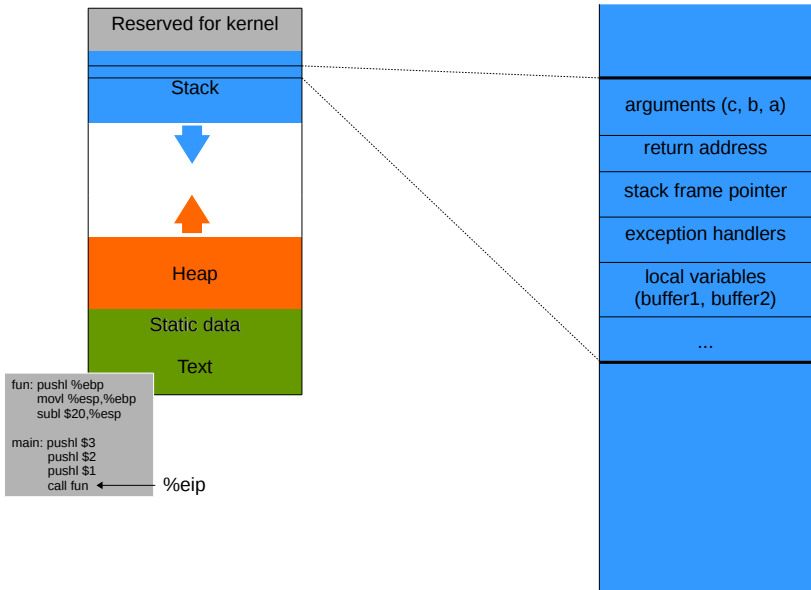 Reserved for kernel
Stack
Heap
Static data
Text
fun: pushl %ebp
movl %esp,%ebp
subl $20,%esp
main: pushl $3
pushl $2
pushl $1
call fun
%eip
arguments (c, b, a)
return address
stack frame pointer
exception handlers
local variables
(buffer1, buffer2)
...